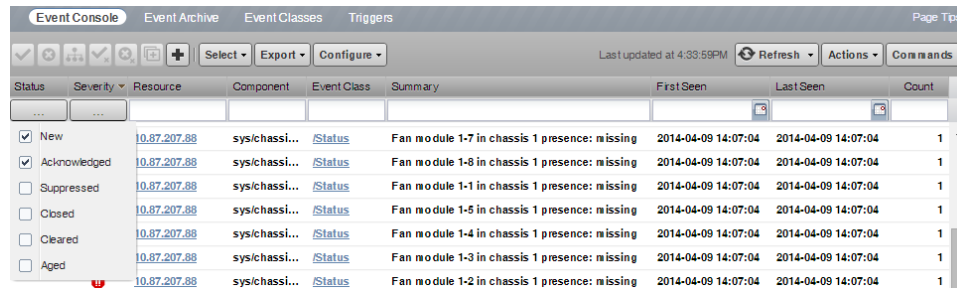 Event Console Event Archive Event Classes Triggers Page Tips
Select Export Configure Last updated at 4:33:59PM Refresh Actions Commands
Status Severity Resource Component Event Class Summary First Seen Last Seen Count
... ...
New 10.87.207.88 sys/chassi... /Status Fan module 1-7 in chassis 1 presence: missing 2014-04-09 14:07:04 2014-04-09 14:07:04 1
Acknowledged 10.87.207.88 sys/chassi... /Status Fan module 1-8 in chassis 1 presence: missing 2014-04-09 14:07:04 2014-04-09 14:07:04 1
Suppressed 10.87.207.88 sys/chassi... /Status Fan module 1-1 in chassis 1 presence: missing 2014-04-09 14:07:04 2014-04-09 14:07:04 1
Closed 10.87.207.88 sys/chassi... /Status Fan module 1-5 in chassis 1 presence: missing 2014-04-09 14:07:04 2014-04-09 14:07:04 1
Cleared 10.87.207.88 sys/chassi... /Status Fan module 1-4 in chassis 1 presence: missing 2014-04-09 14:07:04 2014-04-09 14:07:04 1
Aged 10.87.207.88 sys/chassi... /Status Fan module 1-3 in chassis 1 presence: missing 2014-04-09 14:07:04 2014-04-09 14:07:04 1
10.87.207.88 sys/chassi... /Status Fan module 1-2 in chassis 1 presence: missing 2014-04-09 14:07:04 2014-04-09 14:07:04 1